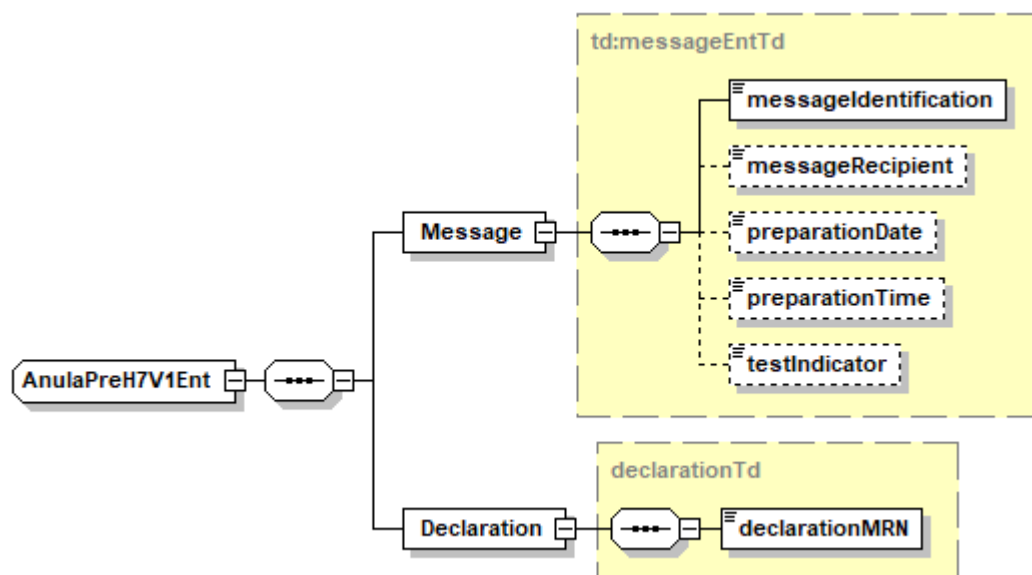 td:messageEntTd
messageIdentification
messageRecipient
preparationDate
preparationTime
testIndicator
Message
AnulaPreH7V1Ent
declarationTd
Declaration
declarationMRN